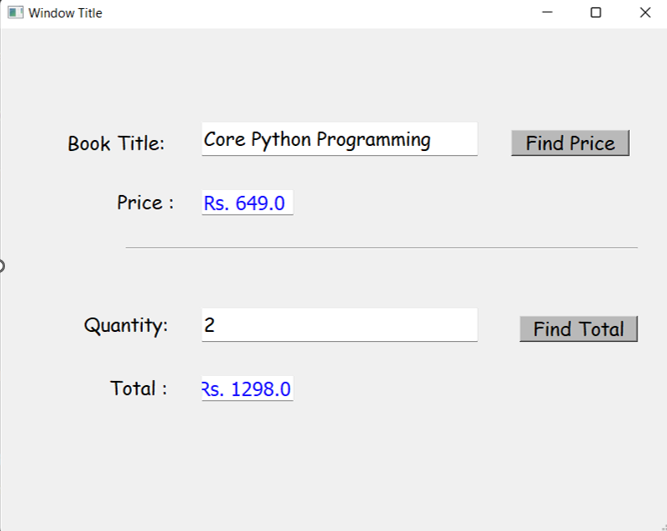 Window Title
Book Title: Core Python Programming Find Price
Price : Rs. 649.0
Quantity: 2 Find Total
Total : Rs. 1298.0